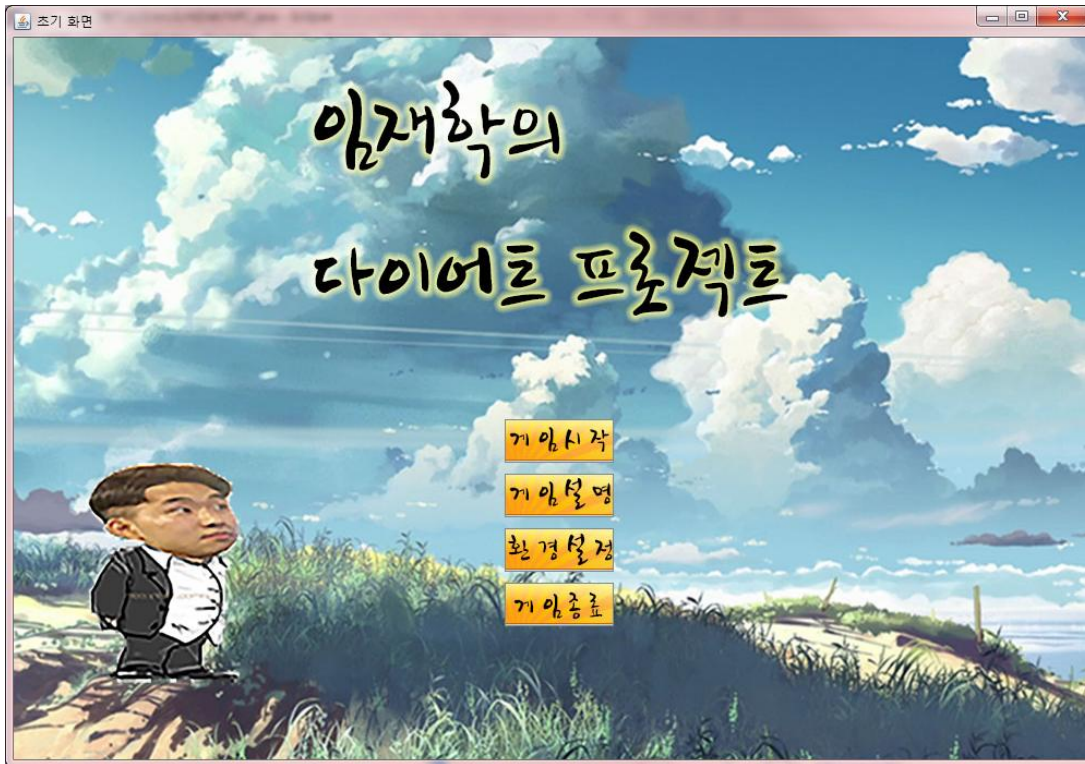 초기 화면
임재학의
다이어트 프로젝트
게임시작
게임설명
환경설정
게임종료